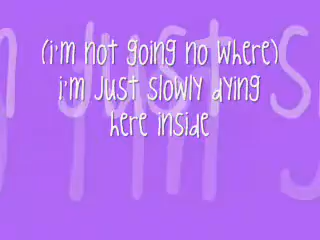 (i'm not going no where)
i'm just slowly dying
here inside